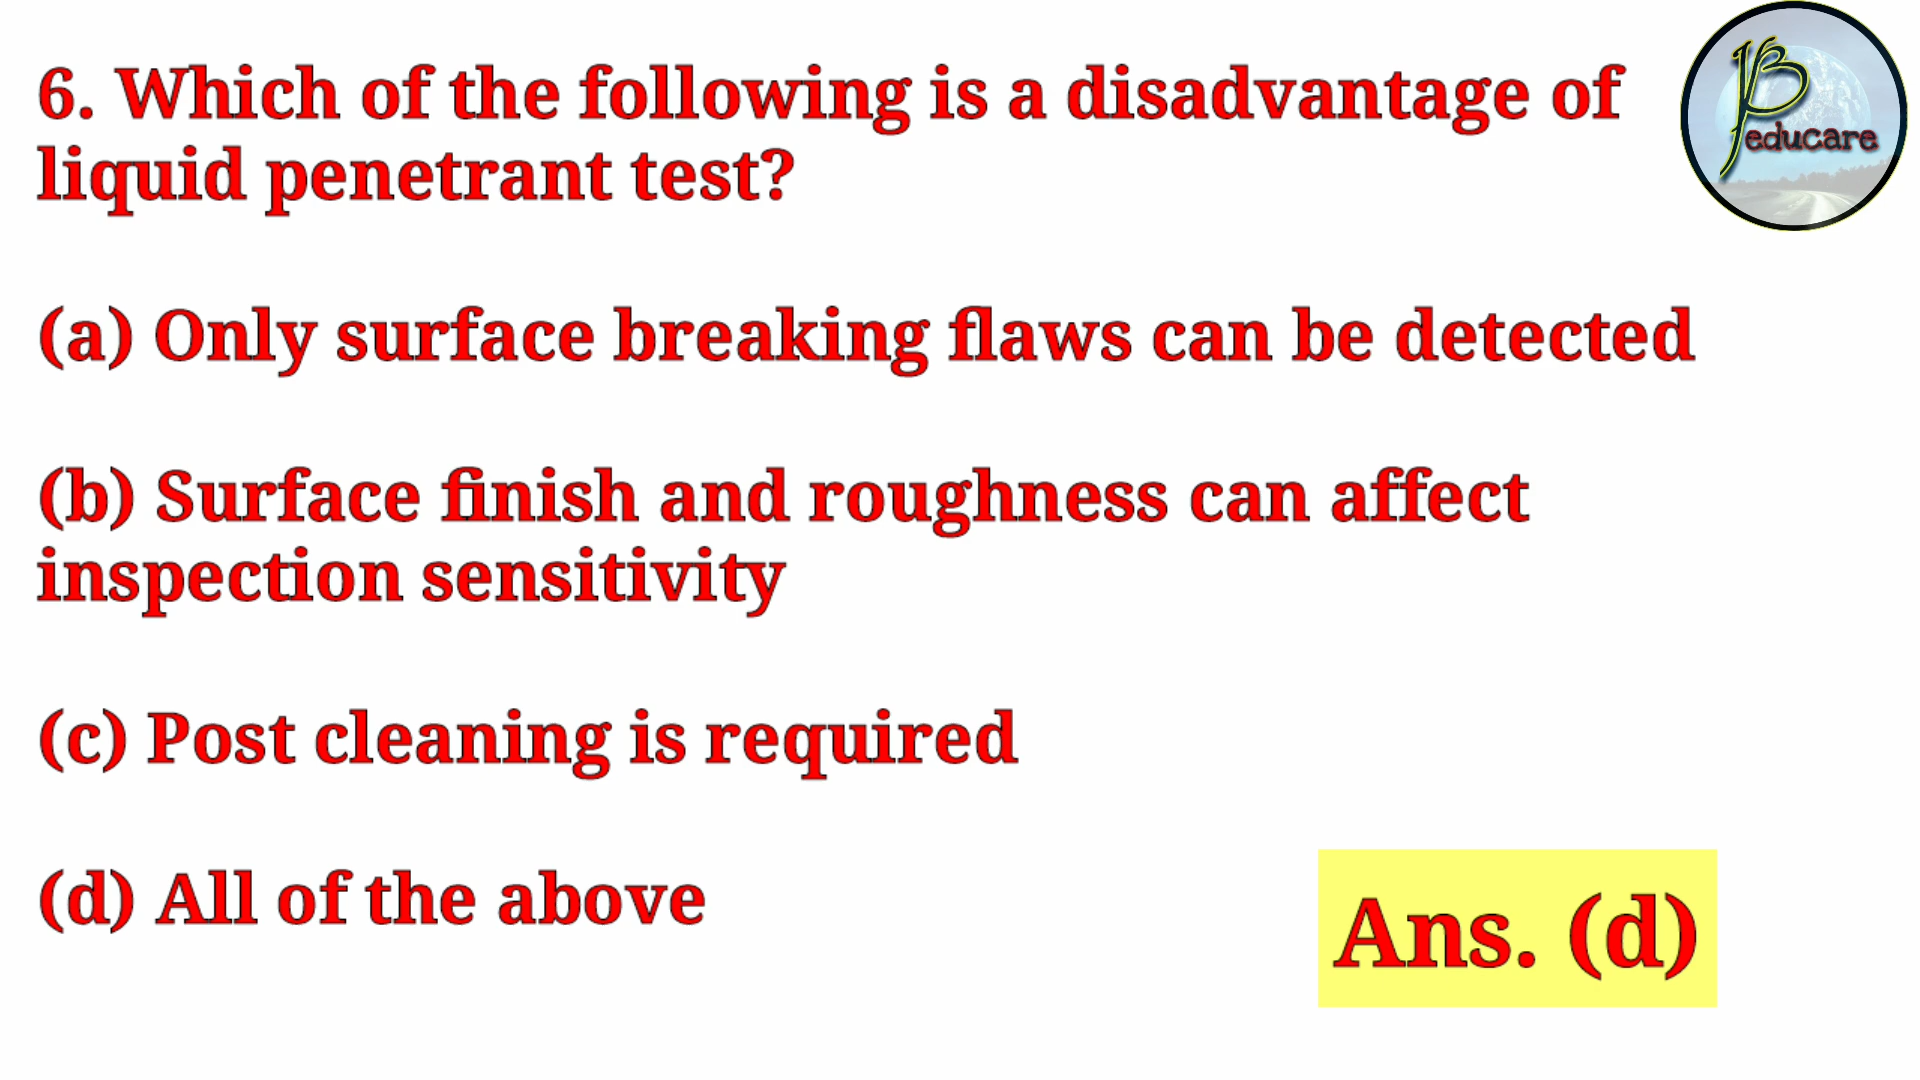 6. Which of the following is a disadvantage of
liquid penetrant test?
(a) Only surface breaking flaws can be detected
(b) Surface finish and roughness can affect
inspection sensitivity
(c) Post cleaning is required
(d) All of the above
Ans. (d)
educare